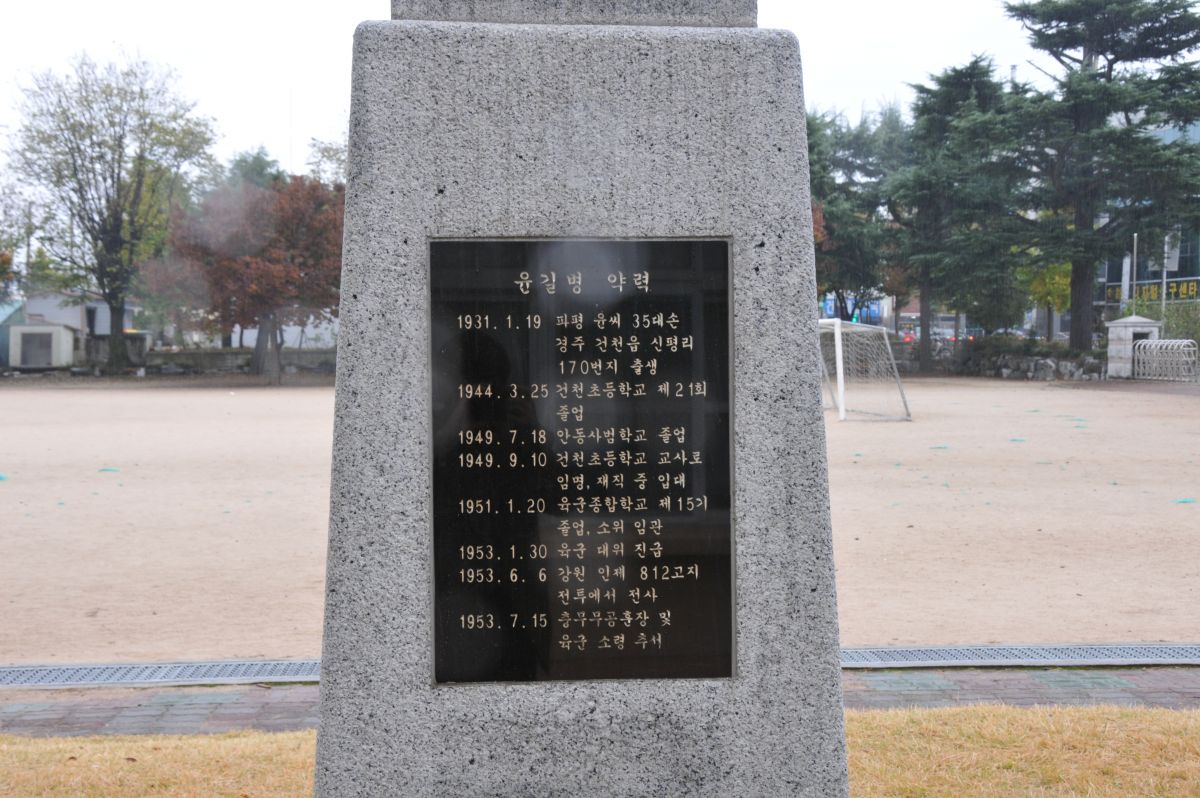 윤길병 약력
1931. 1. 19 파평 윤씨 35대손
경주 건천읍 신평리
170번지 출생
1944. 3. 25 건천초등학교 제21회
졸업
1949. 7. 18 안동사범학교 졸업
1949. 9. 10 건천초등학교 교사로
임명, 재직 중 입대
1951. 1. 20 육군종합학교 제15기
졸업, 소위 임관
1953. 1. 30 육군 대위 진급
1953. 6. 6 강원 인제 812고지
전투에서 전사
1953. 7. 15 충무무공훈장 및
육군 소령 추서